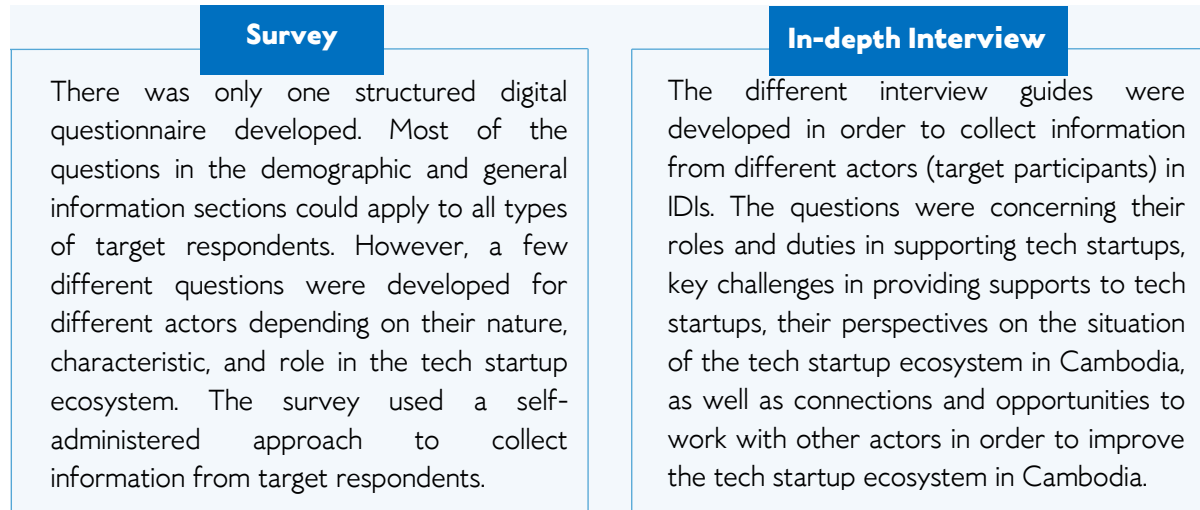 Survey
There was only one structured digital
questionnaire developed. Most of the
questions in the demographic and general
information sections could apply to all types
of target respondents. However, a few
different questions were developed for
different actors depending on their nature,
characteristic, and role in the tech startup
ecosystem. The survey used a self-
administered approach to collect
information from target respondents.
In-depth Interview
The different interview guides were
developed in order to collect information
from different actors (target participants) in
IDIs. The questions were concerning their
roles and duties in supporting tech startups,
key challenges in providing supports to tech
startups, their perspectives on the situation
of the tech startup ecosystem in Cambodia,
as well as connections and opportunities to
work with other actors in order to improve
the tech startup ecosystem in Cambodia.